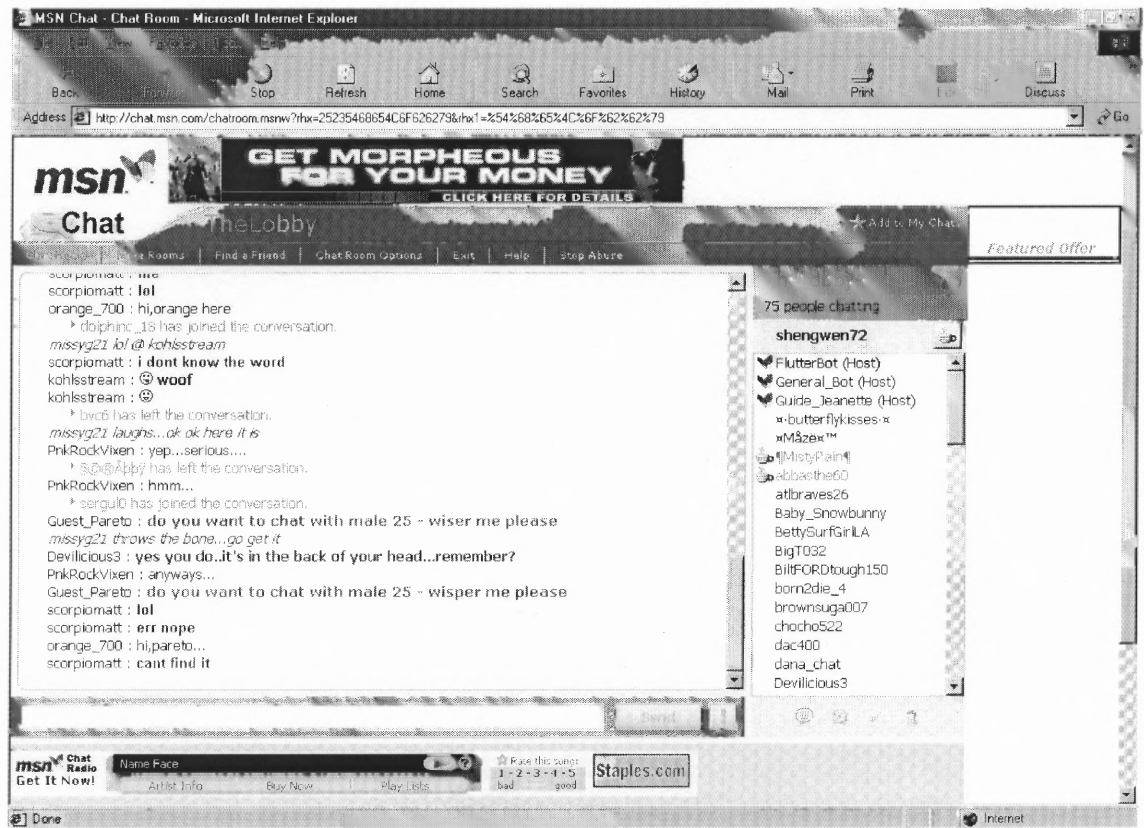 MSN Chat - Chat Room - Microsoft Internet Explorer
View
Back
Stop
Refresh
Home
Search
Favorites
History
Mail
Print
Discuss
Address http://chat.msn.com/chatroom.msnw?rhx=25235468654C6F626279&rhx1=%54%68%65%4C%6F%62%62%79 Go
msn
GET MORPHEOUS
FOR YOUR MONEY
CLICK HERE FOR DETAILS
Chat
TheLobby
Add to My Chats
Featured Offer
Rooms | Find a Friend | Chat Room Options | Exit | Help | Stop Abuse
scorpiomatt :
scorpiomatt : lol
orange_700 : hi,orange here
dolphinc_18 has joined the conversation.
missyg21 lol @ kohlsstream
scorpiomatt : i dont know the word
kohlsstream : woof
kohlsstream :
bvc6 has left the conversation.
missyg21 laughs...ok ok here it is
PnkRockVixen : yep...serious....
has left the conversation.
PnkRockVixen : hmm...
sergul0 has joined the conversation.
Guest_Pareto : do you want to chat with male 25 - wiser me please
missyg21 throws the bone...go get it
Devilicious3 : yes you do..it's in the back of your head...remember?
PnkRockVixen : anyways...
Guest_Pareto : do you want to chat with male 25 - wisper me please
scorpiomatt : lol
scorpiomatt : err nope
orange_700 : hi,pareto...
scorpiomatt : cant find it
75 people chatting
shengwen72
FlutterBot (Host)
General_Bot (Host)
Guide_Jeanette (Host)
¤·butterflykisses·¤
¤Måze¤™
¶MistyRain¶
abbasthe60
atlbraves26
Baby_Snowbunny
BettySurfGirlLA
BigT032
BiltFORDtough150
born2die_4
brownsuga007
chocho522
dac400
dana_chat
Devilicious3
Send
msn Chat
Radio
Get It Now!
Name Face
Artist Info
Buy Now
Play Lists
Rate this song:
1 - 2 - 3 - 4 - 5
bad good
Staples.com
Done
Internet